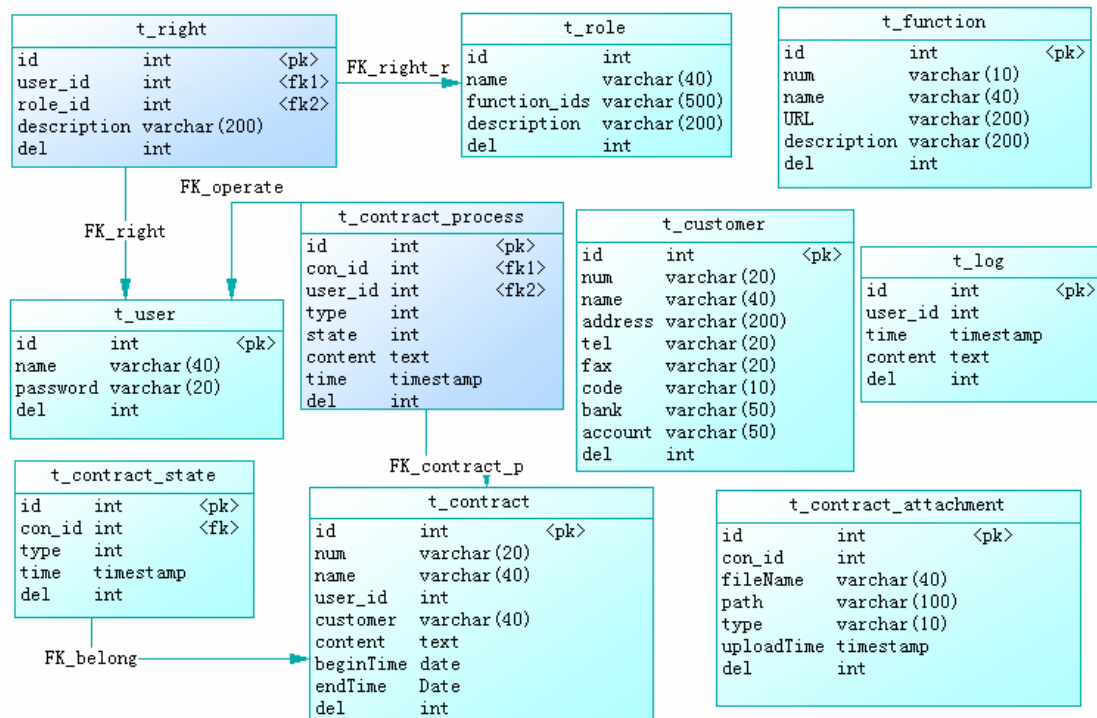 t_right
id int <pk>
user_id int <fk1>
role_id int <fk2>
description varchar(200)
del int
FK_right_r
t_role
id int
name varchar(40)
function_ids varchar(500)
description varchar(200)
del int
t_function
id int <pk>
num varchar(10)
name varchar(40)
URL varchar(200)
description varchar(200)
del int
FK_operate
FK_right
t_contract_process
id int <pk>
con_id int <fk1>
user_id int <fk2>
type int
state int
content text
time timestamp
del int
t_customer
id int <pk>
num varchar(20)
name varchar(40)
address varchar(200)
tel varchar(20)
fax varchar(20)
code varchar(10)
bank varchar(50)
account varchar(50)
del int
t_log
id int <pk>
user_id int
time timestamp
content text
del int
t_user
id int <pk>
name varchar(40)
password varchar(20)
del int
FK_contract_p
t_contract_state
id int <pk>
con_id int <fk>
type int
time timestamp
del int
FK_belong
t_contract
id int <pk>
num varchar(20)
name varchar(40)
user_id int
customer varchar(40)
content text
beginTime date
endTime Date
del int
t_contract_attachment
id int <pk>
con_id int
fileName varchar(40)
path varchar(100)
type varchar(10)
uploadTime timestamp
del int